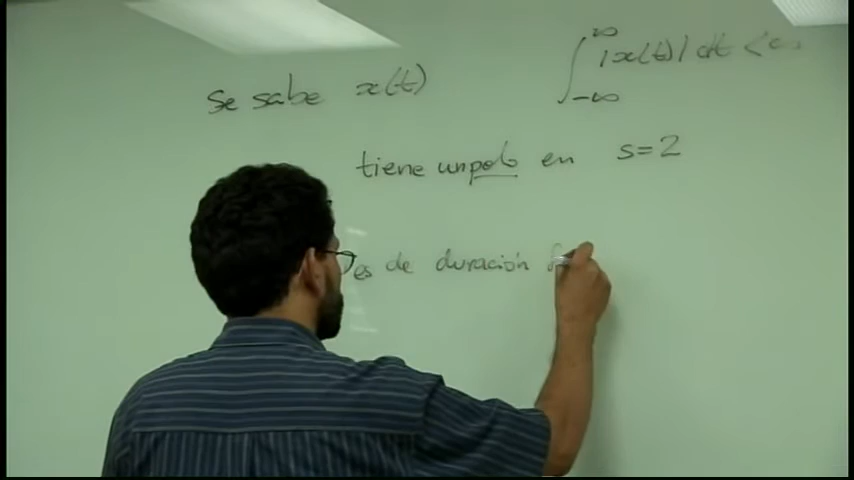 Se sabe x(t) ∫_{-∞}^{∞} |x(t)| dt < ∞
tiene un polo en s=2
es de duración